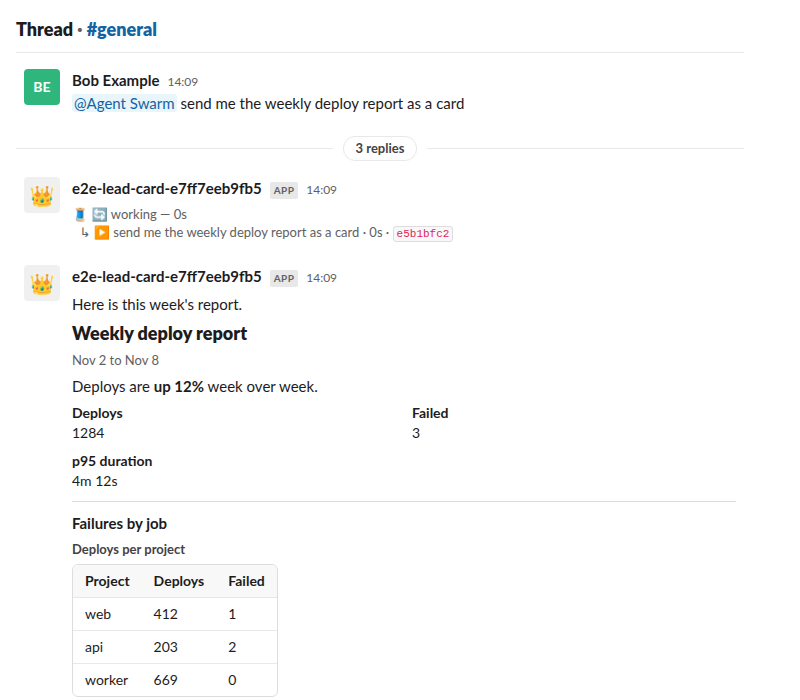 Thread • #general
BE
Bob Example 14:09
@Agent Swarm send me the weekly deploy report as a card
3 replies
e2e-lead-card-e7ff7eeb9fb5 APP 14:09
working — 0s
↳ send me the weekly deploy report as a card · 0s · e5b1bfc2
e2e-lead-card-e7ff7eeb9fb5 APP 14:09
Here is this week's report.
Weekly deploy report
Nov 2 to Nov 8
Deploys are up 12% week over week.
Deploys Failed
1284 3
p95 duration
4m 12s
Failures by job
Deploys per project
Project Deploys Failed
web 412 1
api 203 2
worker 669 0